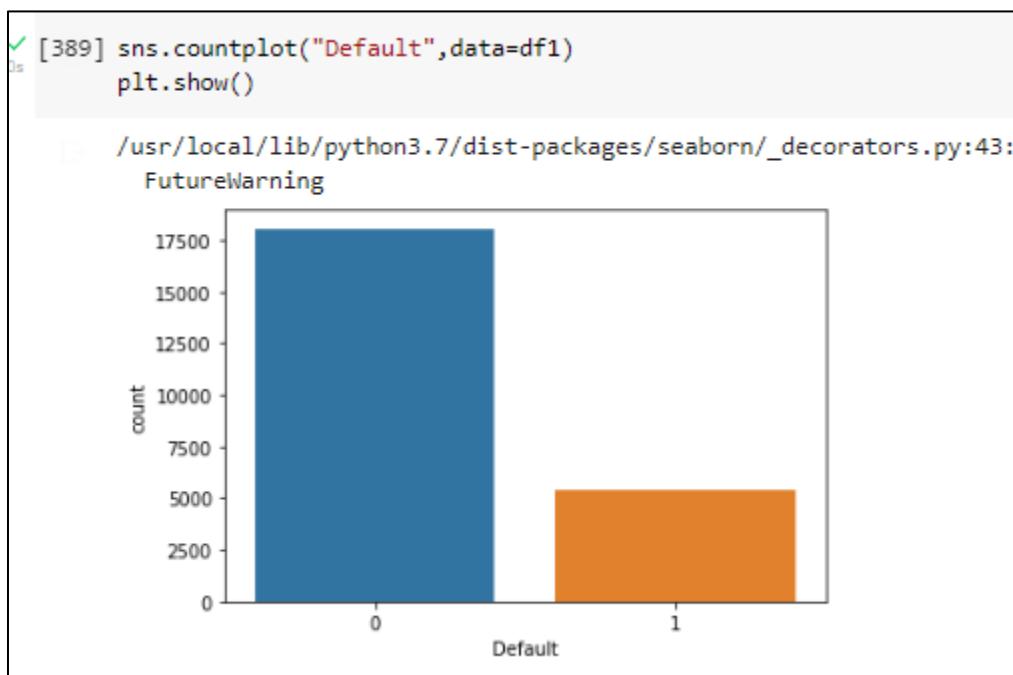 [389] sns.countplot("Default",data=df1)
plt.show()
/usr/local/lib/python3.7/dist-packages/seaborn/_decorators.py:43:
FutureWarning
17500
15000
12500
10000
7500
5000
2500
0
count
0 1
Default